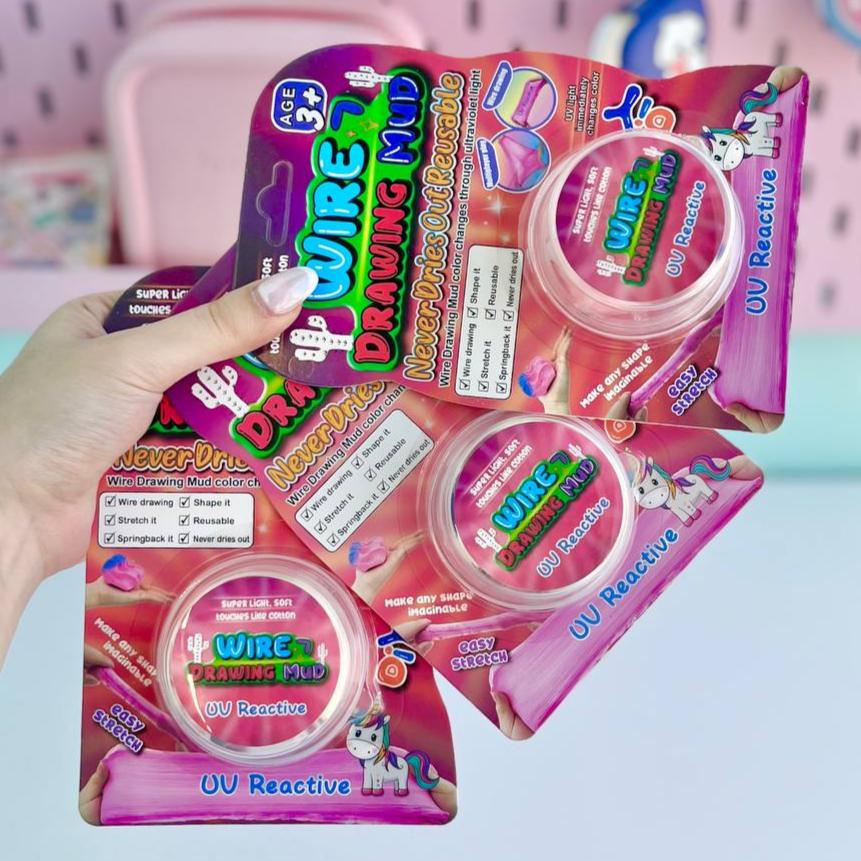 AGE
3+
WIRE
DRAWING MUD
Never Dries Out Reusable
Wire Drawing Mud color changes through ultraviolet light
Wire drawing
UV light
immediately
changes color
Wire drawing
Shape it
Stretch it
Reusable
Springback it
Never dries out
SUPER LIGHT, SOFT
TOUCHES LIKE COTTON
WIRE
DRAWING MUD
UV Reactive
MAKE ANY SHAPE
IMAGINABLE
easy
STRETCH
UV Reactive
DRA
Never Dries
Wire Drawing Mud color chan
Wire drawing
Shape it
Stretch it
Reusable
Springback it
Never dries out
SUPER LIGHT, SOFT
TOUCHES LIKE COTTON
WIRE
DRAWING MUD
UV Reactive
MAKE ANY SHAPE
IMAGINABLE
easy
STRETCH
UV Reactive
SUPER LIG
TOUCHES
Never Drie
Wire Drawing Mud color ch
Wire drawing
Shape it
Stretch it
Reusable
Springback it
Never dries out
SUPER LIGHT, SOFT
TOUCHES LIKE COTTON
WIRE
DRAWING MUD
UV Reactive
MAKE ANY SHAP
IMAGINABLE
easy
STRETCH
UV Reactive